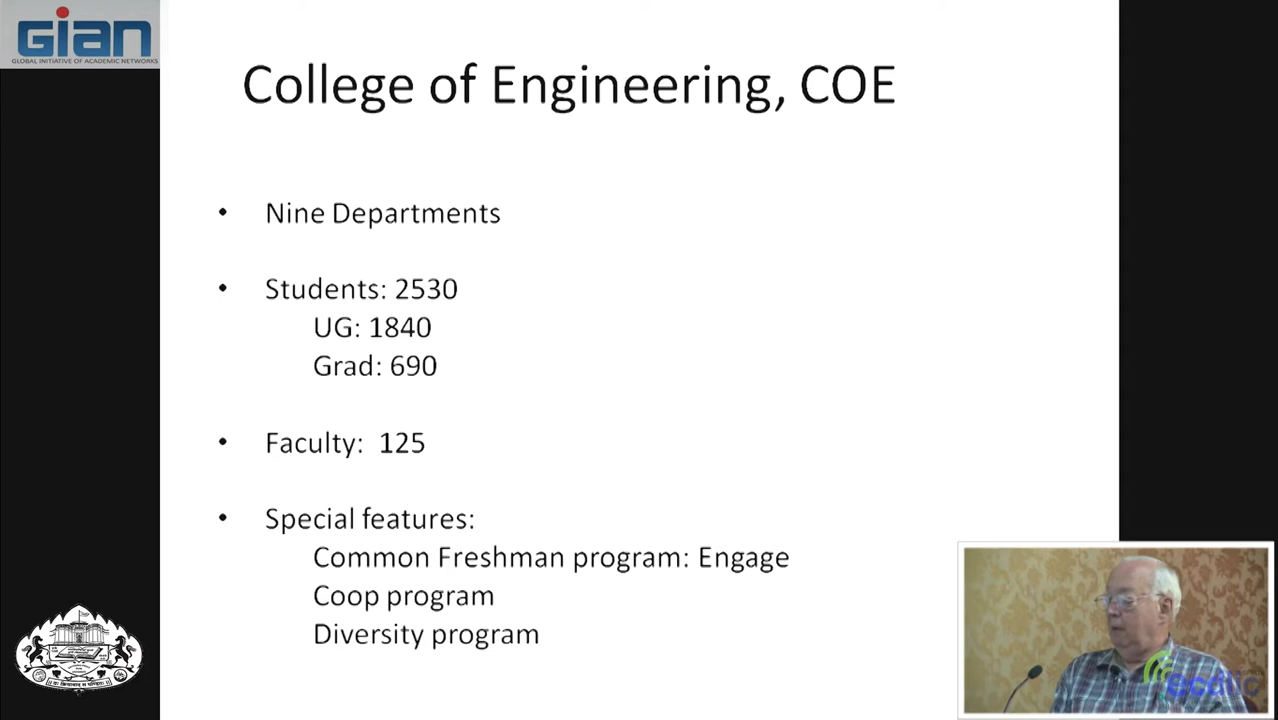 GIAN
GLOBAL INITIATIVE OF ACADEMIC NETWORKS
College of Engineering, COE
• Nine Departments
• Students: 2530
UG: 1840
Grad: 690
• Faculty: 125
• Special features:
Common Freshman program: Engage
Coop program
Diversity program
ecdlic